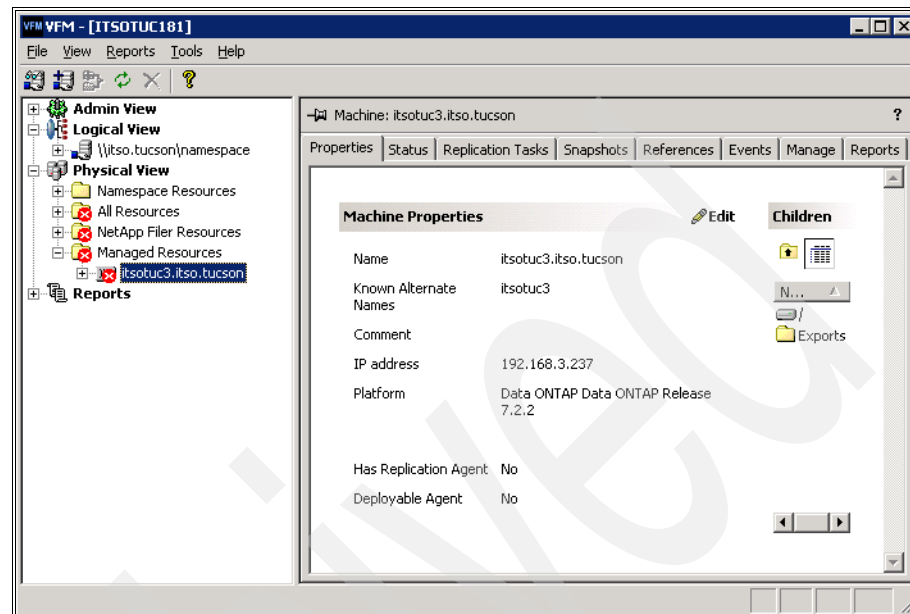 VFM VFM - [ITSOTUC181]
File View Reports Tools Help
Admin View
Logical View
\\itso.tucson\namespace
Physical View
Namespace Resources
All Resources
NetApp Filer Resources
Managed Resources
itsotuc3.itso.tucson
Reports
Machine: itsotuc3.itso.tucson ?
Properties Status Replication Tasks Snapshots References Events Manage Reports
Machine Properties Edit
Name itsotuc3.itso.tucson
Known Alternate itsotuc3
Names
Comment
IP address 192.168.3.237
Platform Data ONTAP Data ONTAP Release
7.2.2
Has Replication Agent No
Deployable Agent No
Children
N...
/
Exports